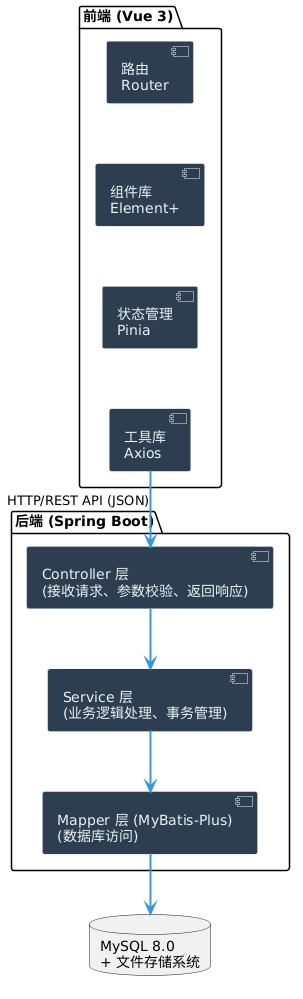 前端 (Vue 3)
路由
Router
组件库
Element+
状态管理
Pinia
工具库
Axios
HTTP/REST API (JSON)
后端 (Spring Boot)
Controller 层
(接收请求、参数校验、返回响应)
Service 层
(业务逻辑处理、事务管理)
Mapper 层 (MyBatis-Plus)
(数据库访问)
MySQL 8.0
+ 文件存储系统